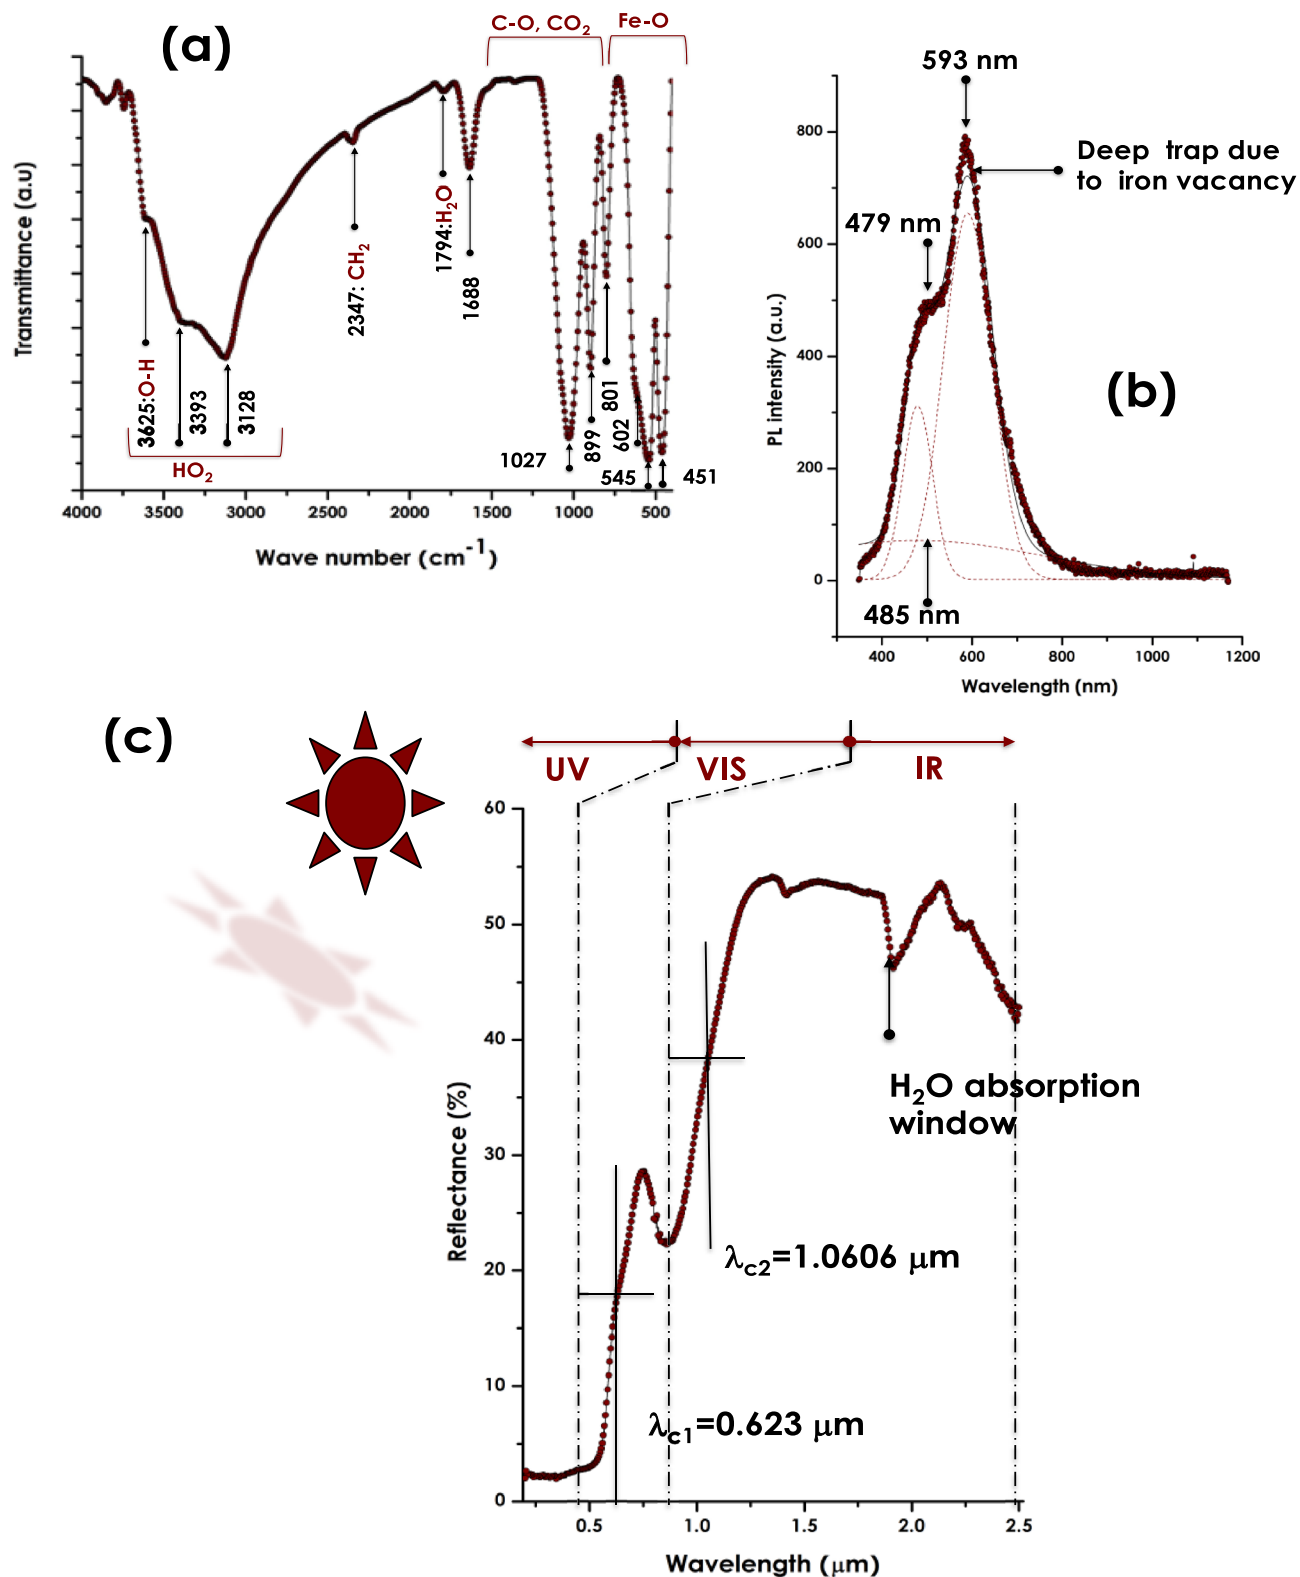 (a)
C-O, CO₂
Fe-O
Transmittance (a.u)
3625:O-H
3393
3128
HO₂
2347: CH₂
1794:H₂O
1688
1027
899
801
602
545
451
4000
3500
3000
2500
2000
1500
1000
500
Wave number (cm⁻¹)
593 nm
Deep trap due
to iron vacancy
479 nm
(b)
485 nm
PL intensity (a.u.)
800
600
400
200
0
400
600
800
1000
1200
Wavelength (nm)
(c)
UV
VIS
IR
Reflectance (%)
60
50
40
30
20
10
0
H₂O absorption
window
λc2=1.0606 μm
λc1=0.623 μm
0.5
1.0
1.5
2.0
2.5
Wavelength (μm)